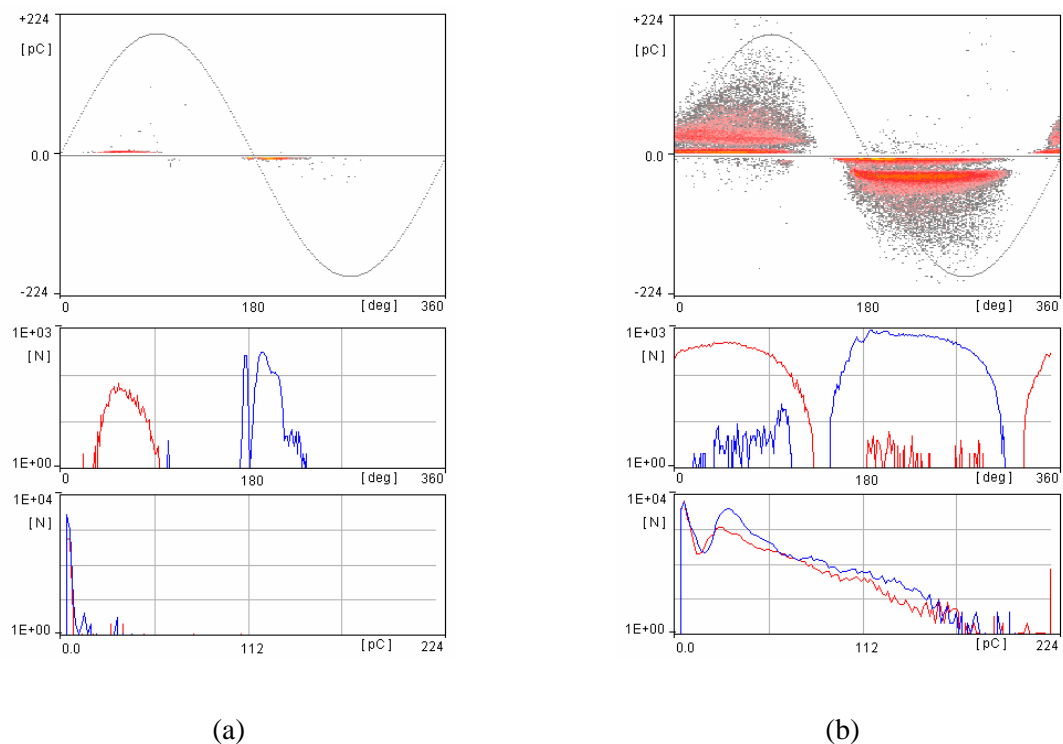 +224
[pC]
0.0
-224
0
180
[deg]
360
1E+03
[N]
1E+00
0
180
[deg]
360
1E+04
[N]
1E+00
0.0
112
[pC]
224
(a)
+224
[pC]
0.0
-224
0
180
[deg]
360
1E+03
[N]
1E+00
0
180
[deg]
360
1E+04
[N]
1E+00
0.0
112
[pC]
224
(b)